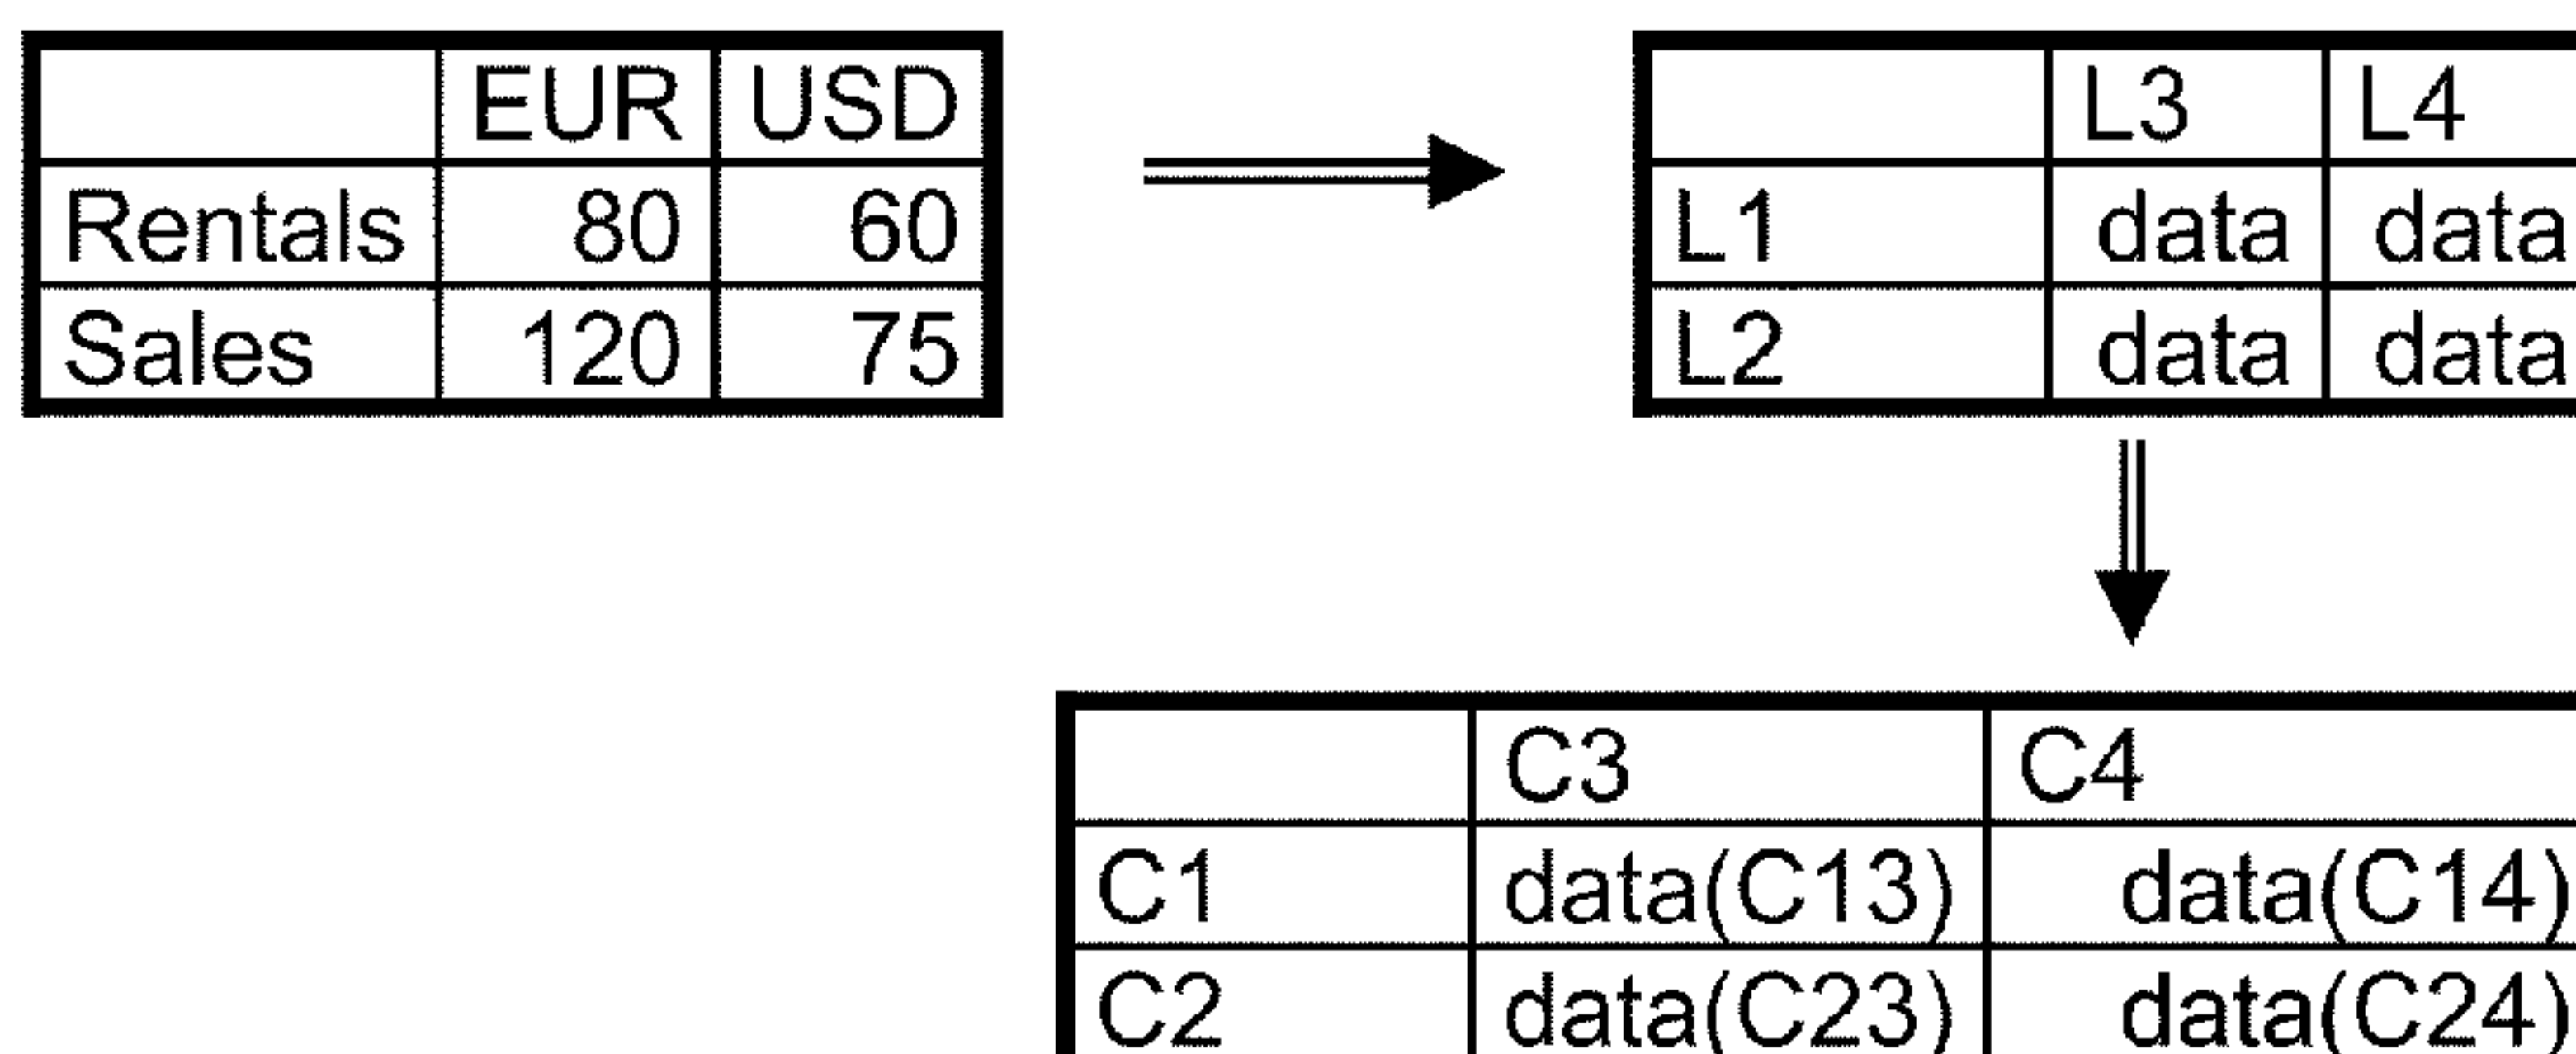 EUR USD
Rentals 80 60
Sales 120 75
L3 L4
L1 data data
L2 data data
C3 C4
C1 data(C13) data(C14)
C2 data(C23) data(C24)